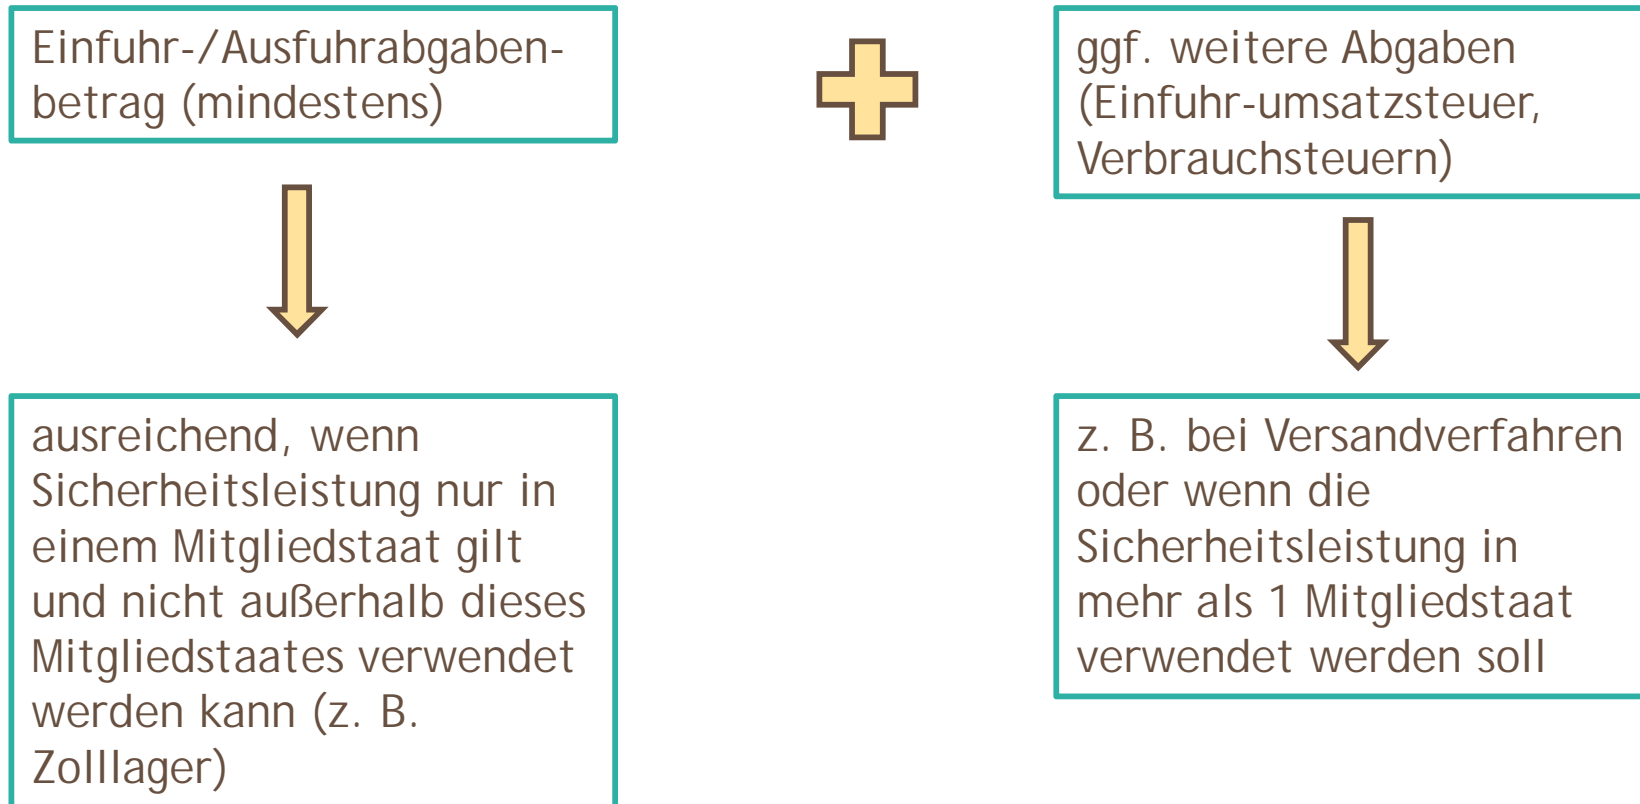 Einfuhr-/Ausfuhrabgaben-
betrag (mindestens)
ggf. weitere Abgaben
(Einfuhr-umsatzsteuer,
Verbrauchsteuern)
ausreichend, wenn
Sicherheitsleistung nur in
einem Mitgliedstaat gilt
und nicht außerhalb dieses
Mitgliedstaates verwendet
werden kann (z. B.
Zolllager)
z. B. bei Versandverfahren
oder wenn die
Sicherheitsleistung in
mehr als 1 Mitgliedstaat
verwendet werden soll